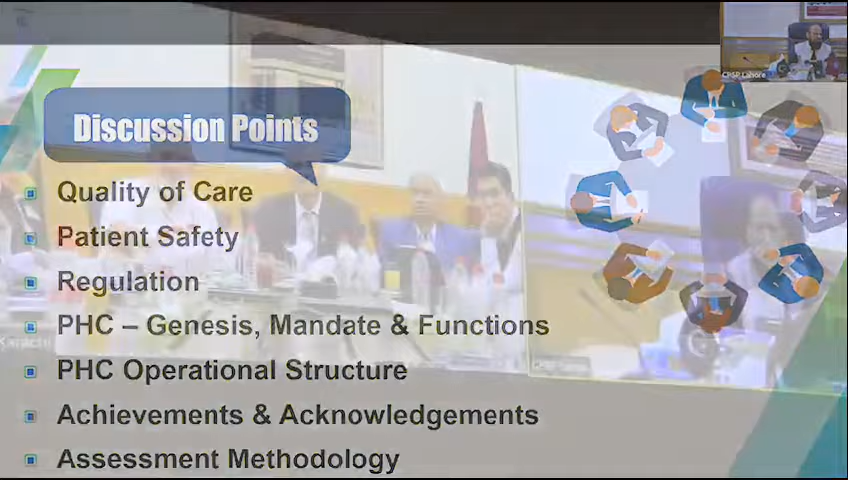 CPSP Lahore
Discussion Points
Quality of Care
Patient Safety
Regulation
PHC – Genesis, Mandate & Functions
Karachi
PHC Operational Structure
Achievements & Acknowledgements
Assessment Methodology